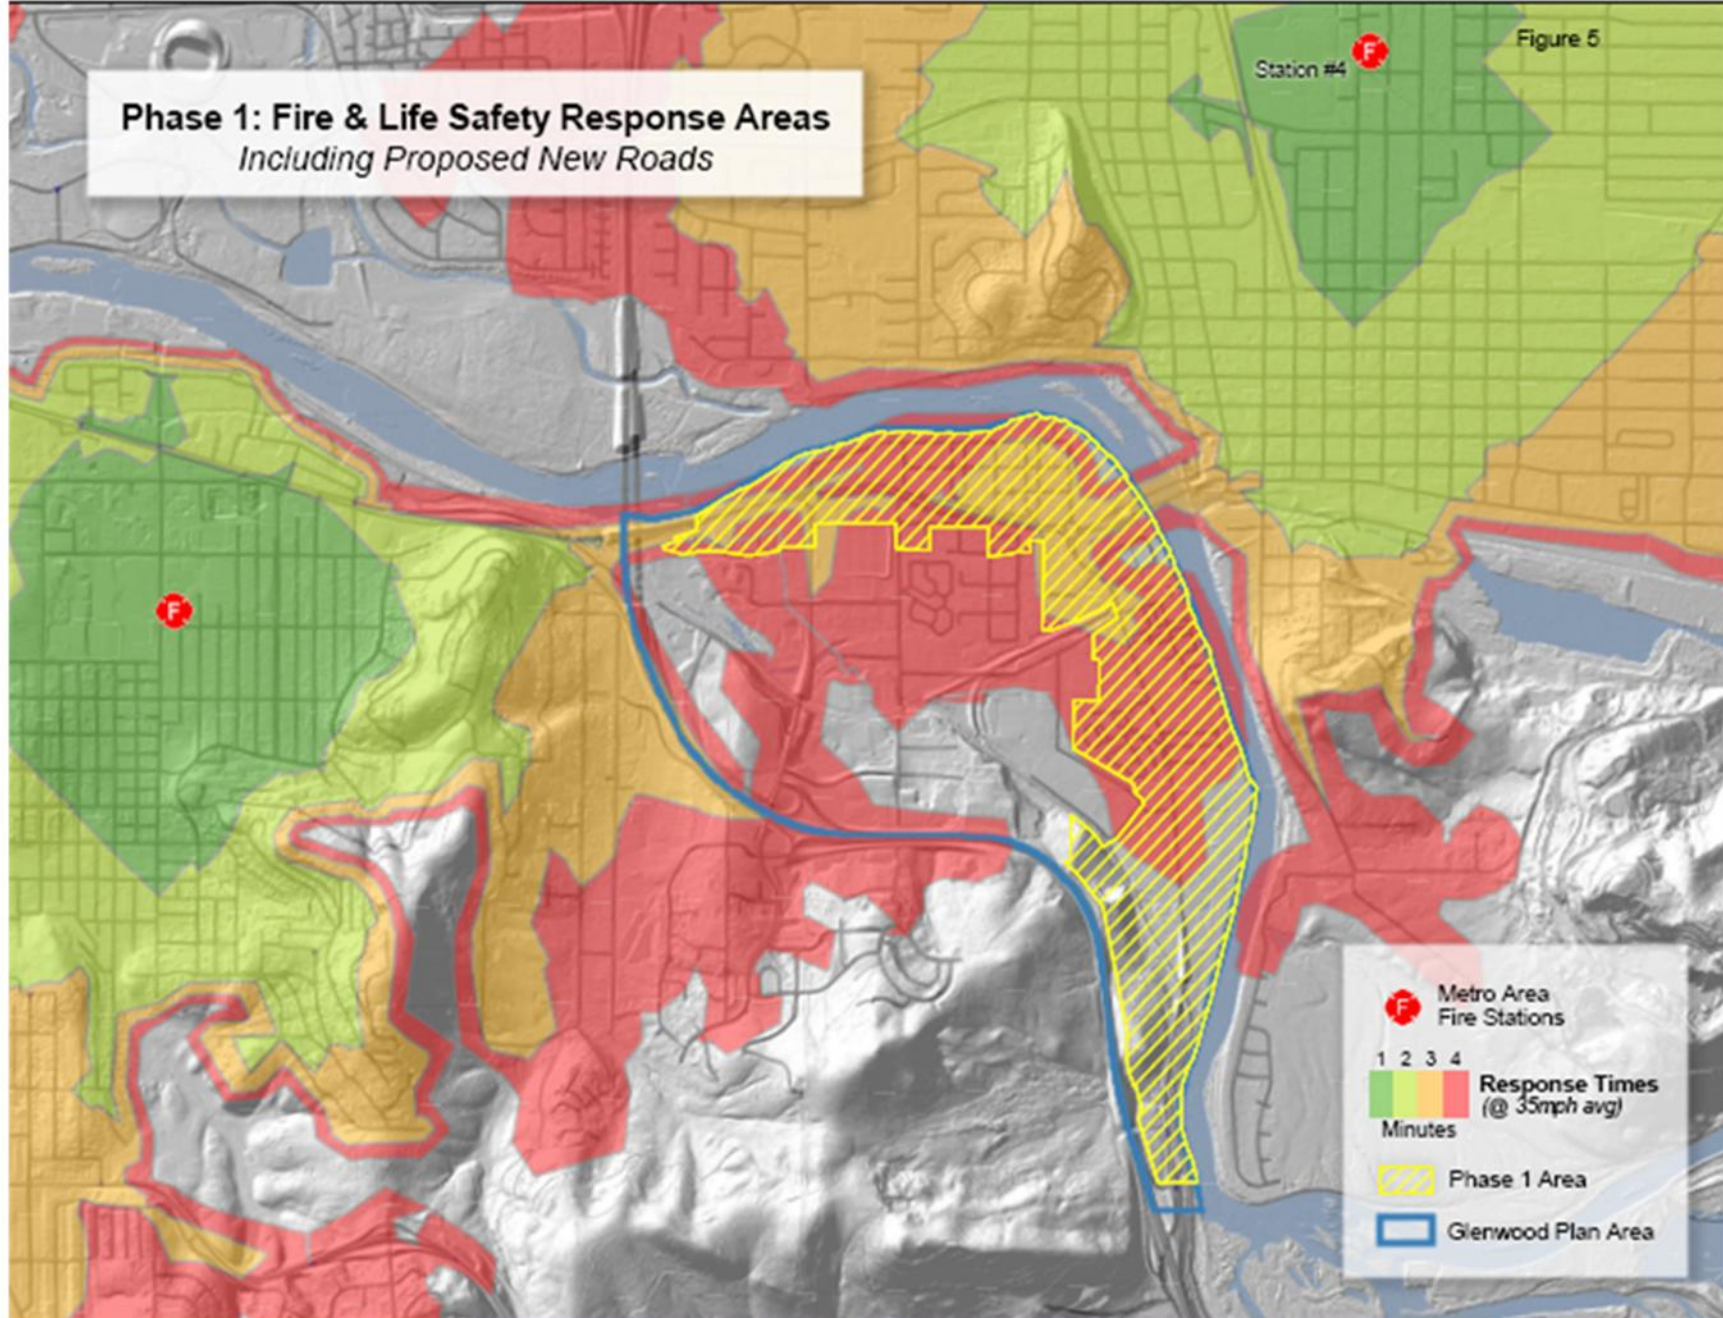 Figure 5
F
Station #4
Phase 1: Fire & Life Safety Response Areas
Including Proposed New Roads
F
F
Metro Area
Fire Stations
1 2 3 4
Response Times
(@ 35mph avg)
Minutes
Phase 1 Area
Glenwood Plan Area